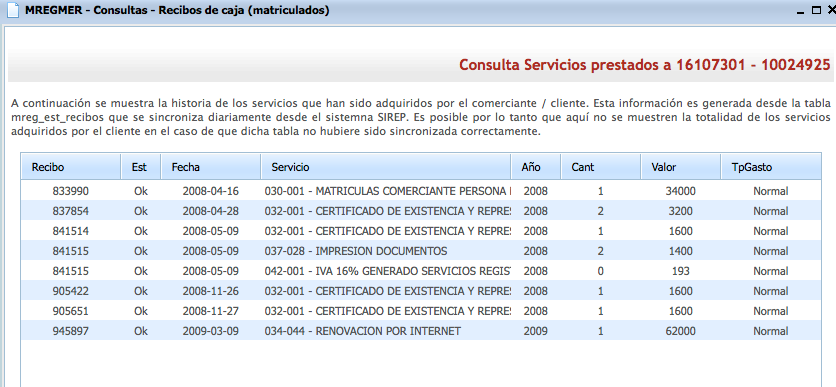 MREGMER - Consultas - Recibos de caja (matriculados)
Consulta Servicios prestados a 16107301 - 10024925
A continuación se muestra la historia de los servicios que han sido adquiridos por el comerciante / cliente. Esta información es generada desde la tabla
mreg_est_recibos que se sincroniza diariamente desde el sistemna SIREP. Es posible por lo tanto que aquí no se muestren la totalidad de los servicios
adquiridos por el cliente en el caso de que dicha tabla no hubiere sido sincronizada correctamente.
Recibo Est Fecha Servicio Año Cant Valor TpGasto
833990 Ok 2008-04-16 030-001 - MATRICULAS COMERCIANTE PERSONA 2008 1 34000 Normal
837854 Ok 2008-04-28 032-001 - CERTIFICADO DE EXISTENCIA Y REPRES 2008 2 3200 Normal
841514 Ok 2008-05-09 032-001 - CERTIFICADO DE EXISTENCIA Y REPRES 2008 1 1600 Normal
841515 Ok 2008-05-09 037-028 - IMPRESION DOCUMENTOS 2008 2 1400 Normal
841515 Ok 2008-05-09 042-001 - IVA 16% GENERADO SERVICIOS REGIST 2008 0 193 Normal
905422 Ok 2008-11-26 032-001 - CERTIFICADO DE EXISTENCIA Y REPRES 2008 1 1600 Normal
905651 Ok 2008-11-27 032-001 - CERTIFICADO DE EXISTENCIA Y REPRES 2008 1 1600 Normal
945897 Ok 2009-03-09 034-044 - RENOVACION POR INTERNET 2009 1 62000 Normal